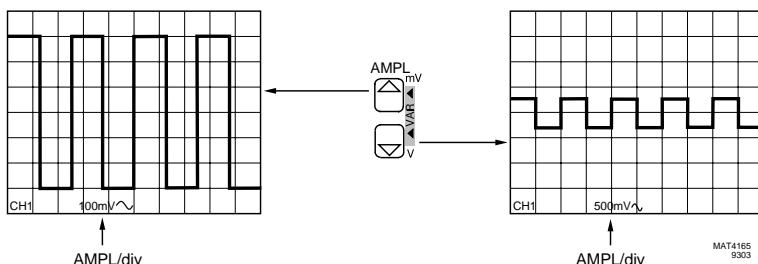 AMPL
mV
VAR
V
CH1 100mV
AMPL/div
CH1 500mV
AMPL/div
MAT4165
9303